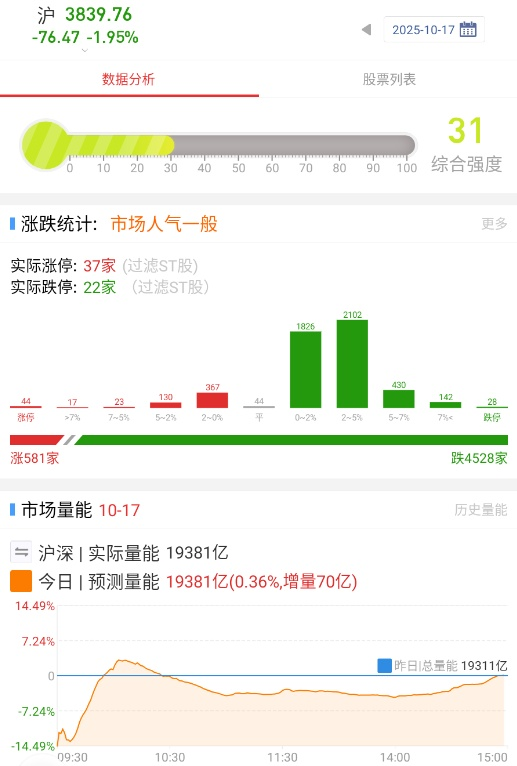 沪 3839.76
-76.47 -1.95%
2025-10-17
数据分析 股票列表
0 10 20 30 40 50 60 70 80 90 100
31
综合强度
涨跌统计: 市场人气一般 更多
实际涨停: 37家 (过滤ST股)
实际跌停: 22家 (过滤ST股)
44 17 23 130 367 44 1826 2102 430 142 28
涨停 >7% 7~5% 5~2% 2~0% 平 0~2% 2~5% 5~7% 7%< 跌停
涨581家 跌4528家
市场量能 10-17 历史量能
沪深 | 实际量能 19381亿
今日 | 预测量能 19381亿(0.36%,增量70亿)
14.49%
7.24%
昨日|总量能 19311亿
0
-7.24%
-14.49%
09:30 10:30 11:30 14:00 15:00